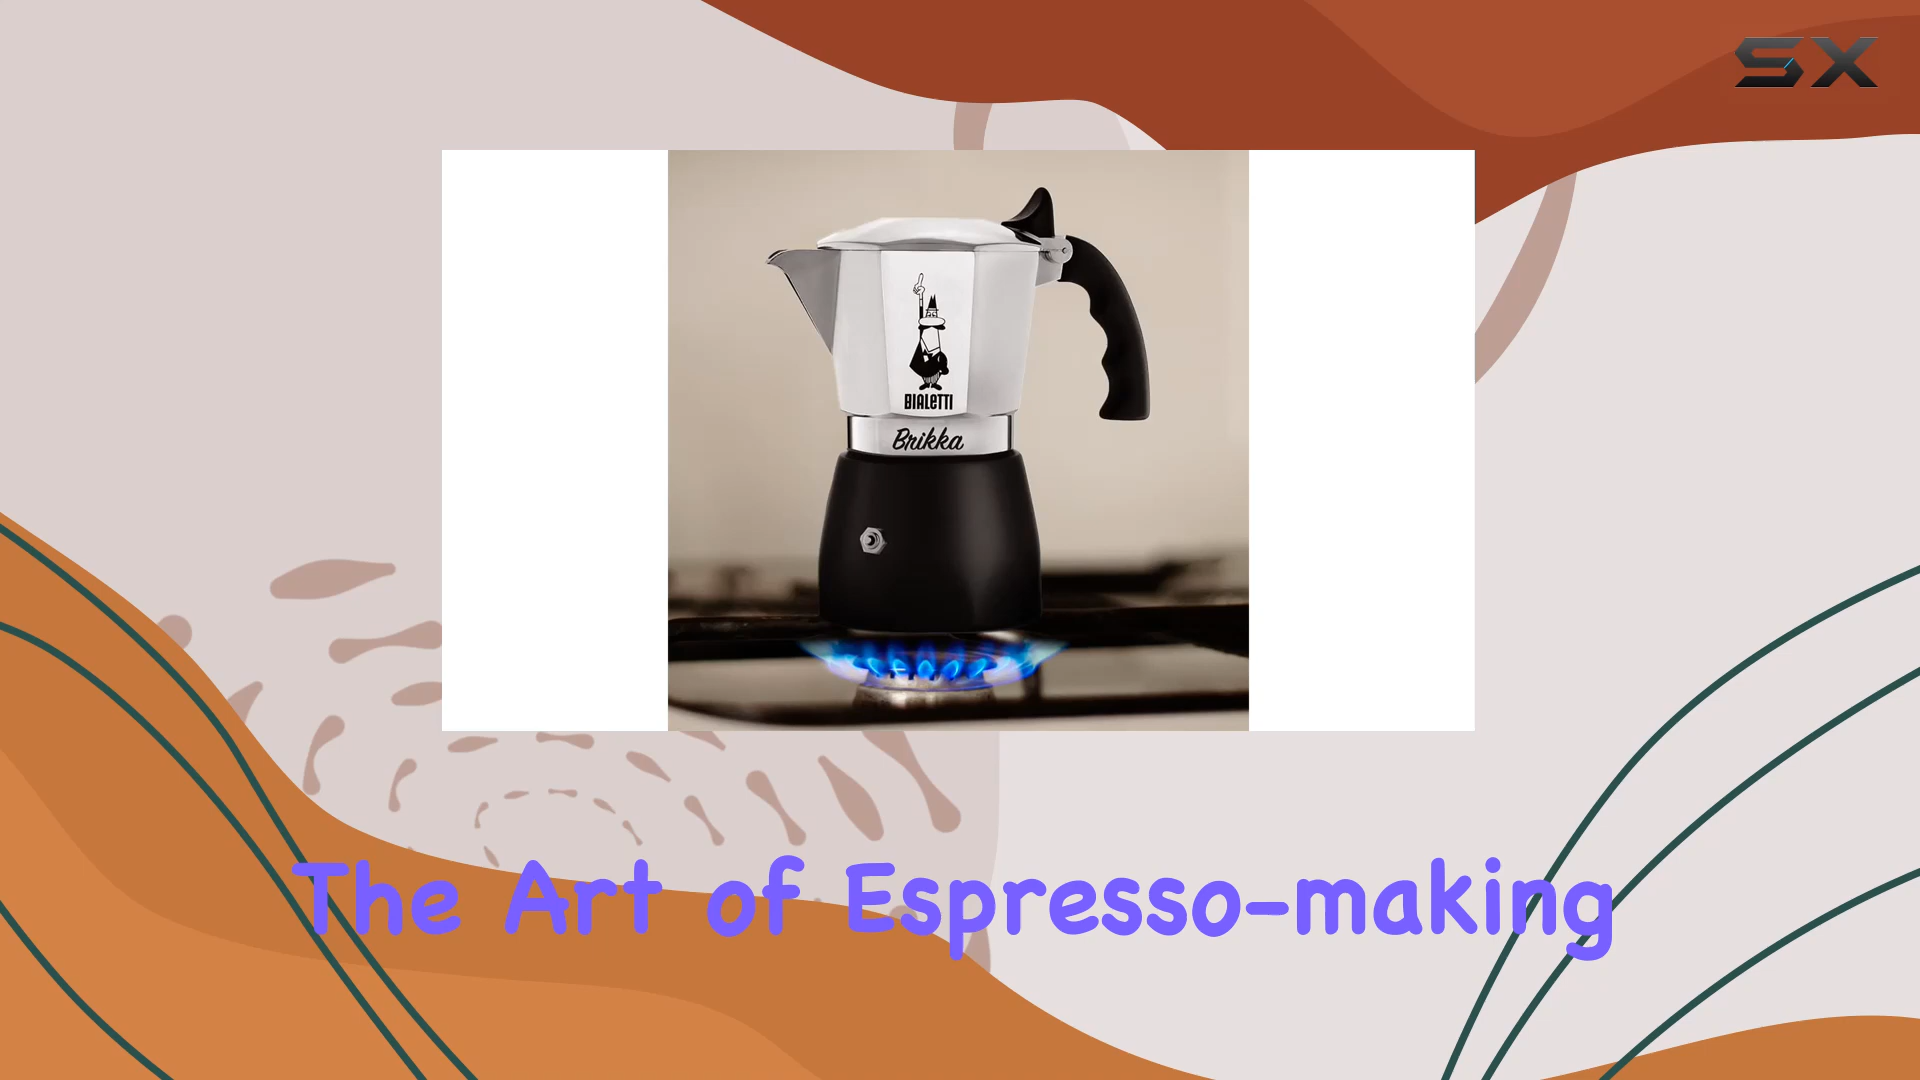 SX
BIALETTI
Brikka
The Art of Espresso-making